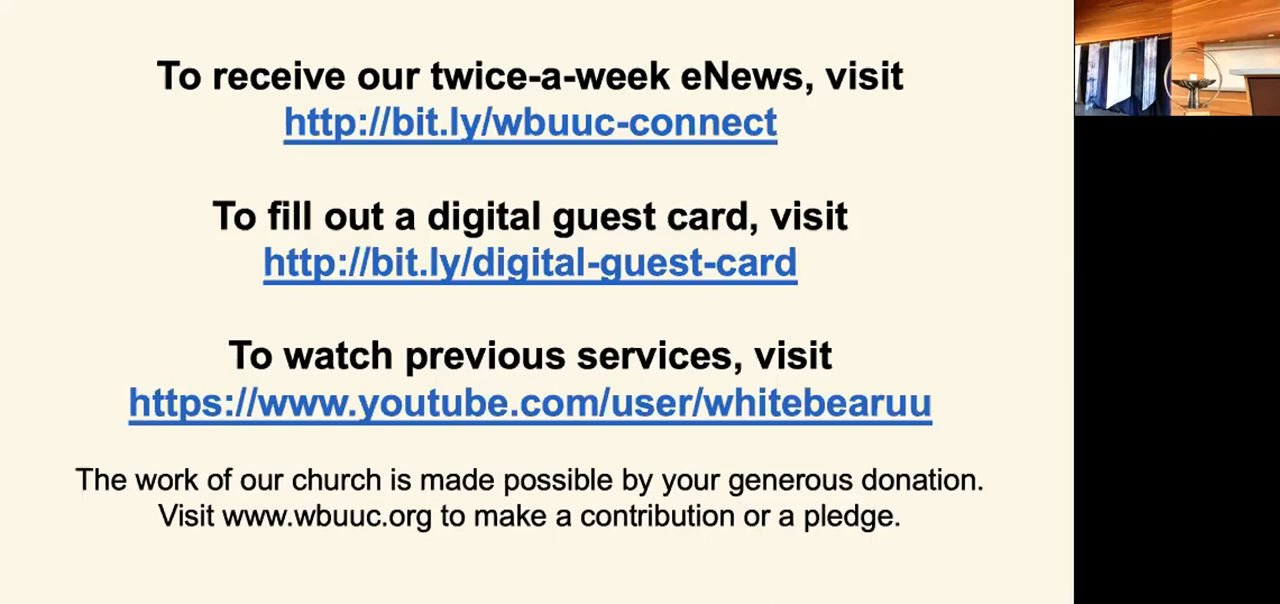 To receive our twice-a-week eNews, visit
http://bit.ly/wbuuc-connect
To fill out a digital guest card, visit
http://bit.ly/digital-guest-card
To watch previous services, visit
https://www.youtube.com/user/whitebearuu
The work of our church is made possible by your generous donation.
Visit www.wbuuc.org to make a contribution or a pledge.